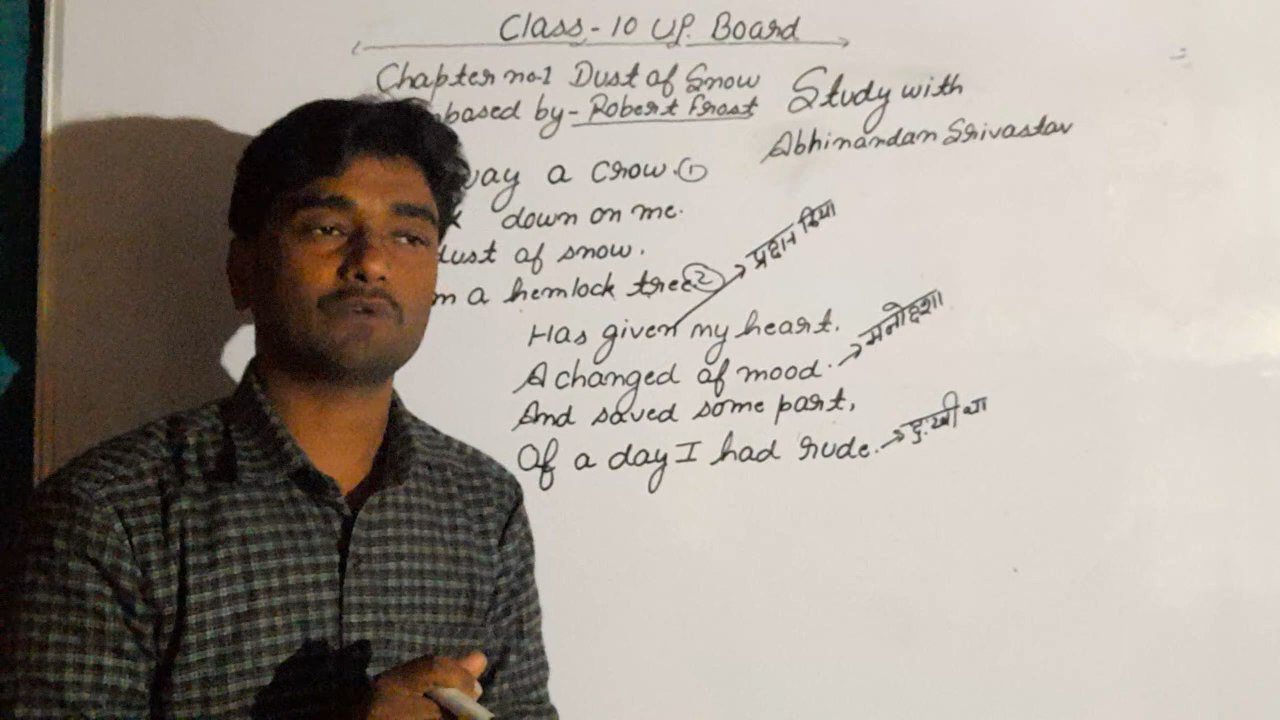 Class-10 UP. Board
Chapter no-1 Dust of Snow
based by- Robert Frost
Study with
Abhinandan Srivastav
way a crow. ①
down on me.
dust of snow.
a hemlock tree ②
प्रदान किया
Has given my heart.
A changed of mood. → मनोदशा
And saved some part,
Of a day I had rude. → दुःखी था